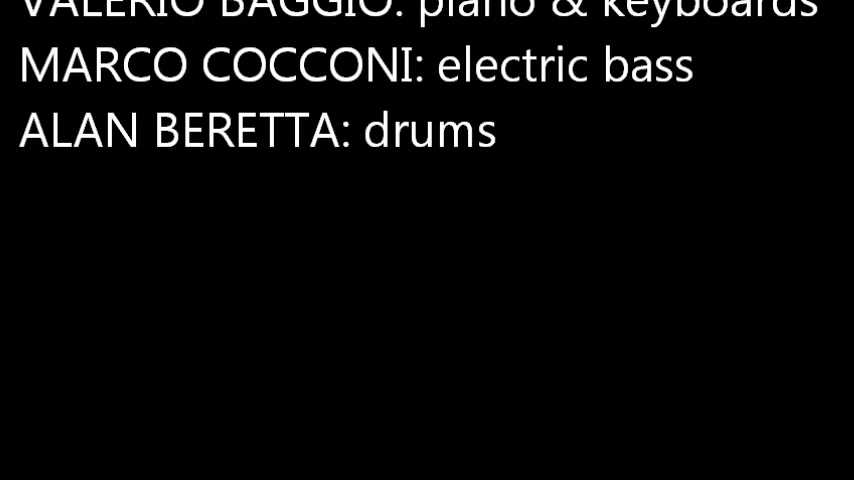 VALERIO BAGGIO: piano & keyboards
MARCO COCCONI: electric bass
ALAN BERETTA: drums